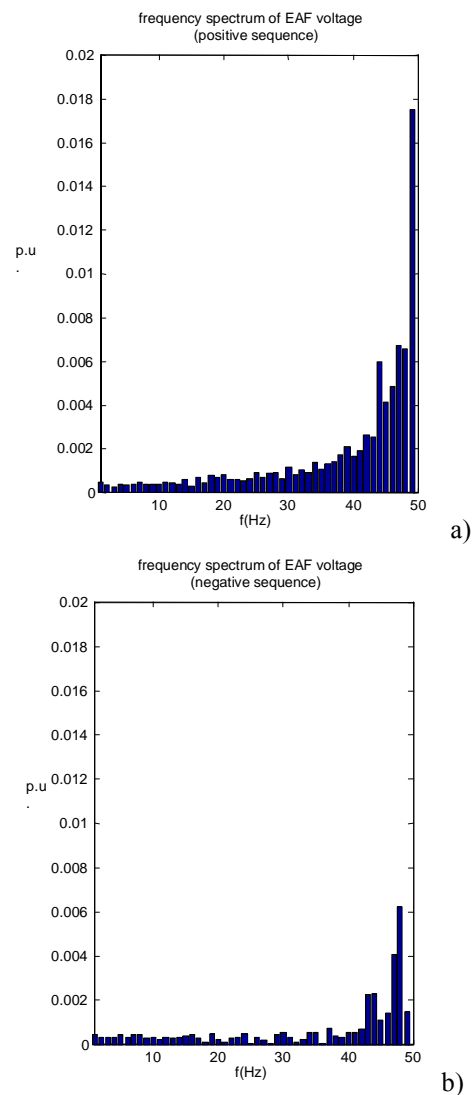 frequency spectrum of EAF voltage
(positive sequence)
0.02
0.018
0.016
0.014
0.012
p.u
.
0.01
0.008
0.006
0.004
0.002
0
10 20 30 40 50
f(Hz)
a)
frequency spectrum of EAF voltage
(negative sequence)
0.02
0.018
0.016
0.014
0.012
p.u
.
0.01
0.008
0.006
0.004
0.002
0
10 20 30 40 50
f(Hz)
b)